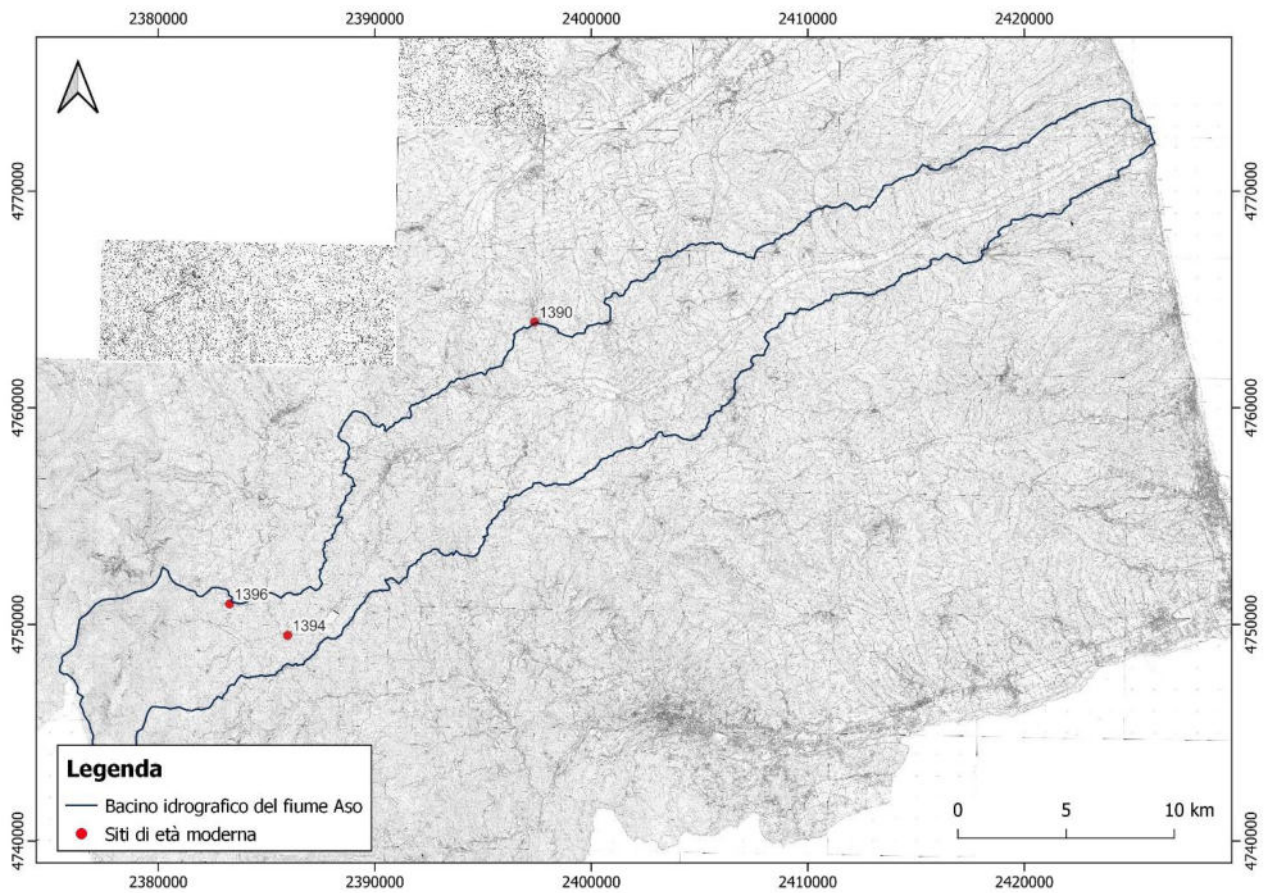 2380000 2390000 2400000 2410000 2420000
4770000 4770000
1390
4760000 4760000
1396
1394
4750000 4750000
Legenda
Bacino idrografico del fiume Aso
Siti di età moderna
0 5 10 km
4740000 4740000
2380000 2390000 2400000 2410000 2420000